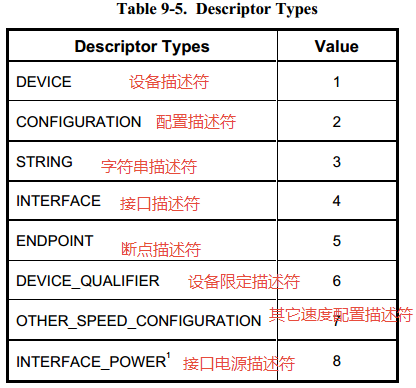 Table 9-5. Descriptor Types
Descriptor Types Value
DEVICE 设备描述符 1
CONFIGURATION 配置描述符 2
STRING 字符串描述符 3
INTERFACE 接口描述符 4
ENDPOINT 断点描述符 5
DEVICE_QUALIFIER 设备限定描述符 6
OTHER_SPEED_CONFIGURATION 其它速度配置描述符 7
INTERFACE_POWER¹ 接口电源描述符 8